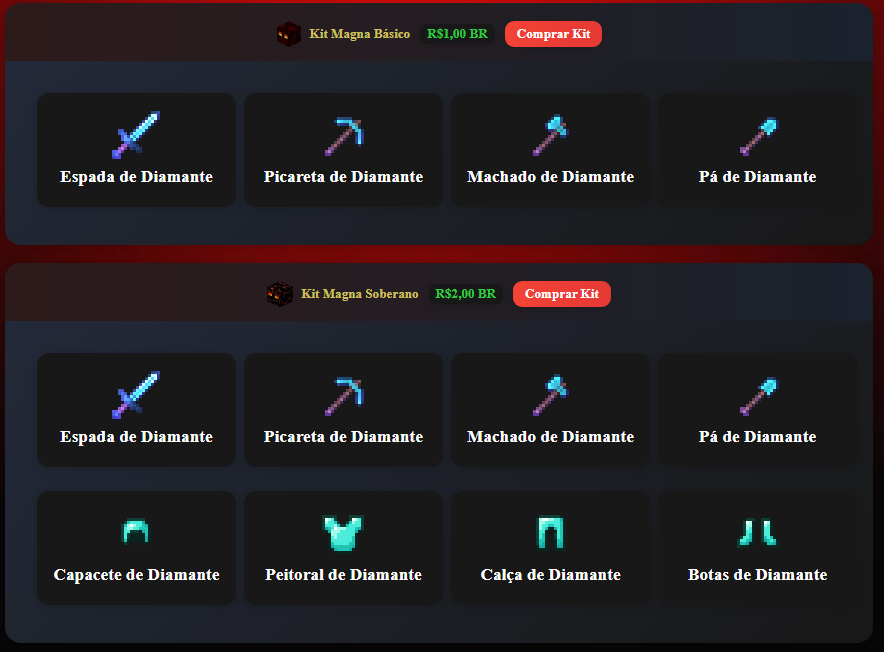 Kit Magna Básico R$1,00 BR Comprar Kit
Espada de Diamante Picareta de Diamante Machado de Diamante Pá de Diamante
Kit Magna Soberano R$2,00 BR Comprar Kit
Espada de Diamante Picareta de Diamante Machado de Diamante Pá de Diamante
Capacete de Diamante Peitoral de Diamante Calça de Diamante Botas de Diamante